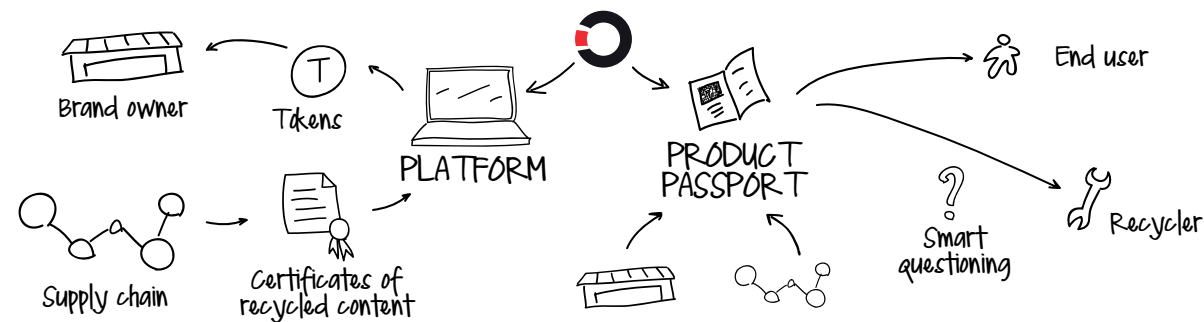 Brand owner
T
Tokens
PLATFORM
PRODUCT
PASSPORT
End user
Recycler
Smart
questioning
Supply chain
Certificates of
recycled content